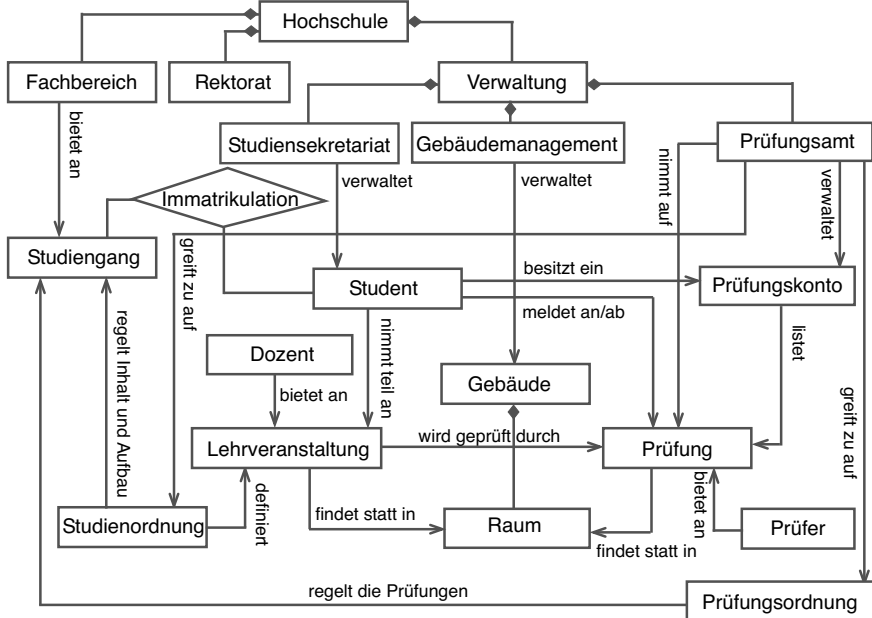 Hochschule
Fachbereich
Rektorat
Verwaltung
bietet an
Studiensekretariat
Gebäudemanagement
Prüfungsamt
nimmt auf
verwaltet
verwaltet
verwaltet
Immatrikulation
Studiengang
greift zu auf
besitzt ein
Student
Prüfungskonto
meldet an/ab
regelt Inhalt und Aufbau
nimmt teil an
listet
Dozent
Gebäude
bietet an
greift zu auf
Lehrveranstaltung
wird geprüft durch
Prüfung
definiert
bietet an
Studienordnung
findet statt in
Raum
Prüfer
findet statt in
regelt die Prüfungen
Prüfungsordnung